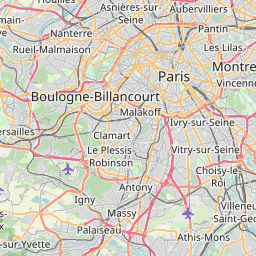 Asnières-sur
-Seine
Aubervilliers
Nanterre
Houilles
Pantin
Rueil-Malmaison
Les Lilas
Paris
Montre
Vincenne
Boulogne-Billancourt
Malakoff
Ivry-sur-Seine
ersailles
Clamart
Le Plessis-
Robinson
Vitry-sur-Seine
Choisy-le-
Roi
Antony
Igny
Massy
Villeneu
Saint-Geo
Palaiseau
Athis-Mons
s-sur-Yvette